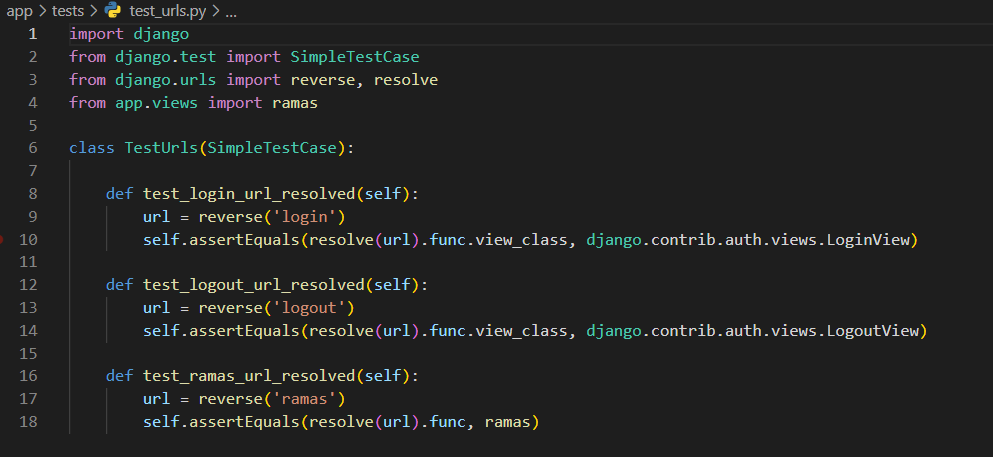 app > tests > test_urls.py > ...
1 import django
2 from django.test import SimpleTestCase
3 from django.urls import reverse, resolve
4 from app.views import ramas
5
6 class TestUrls(SimpleTestCase):
7
8     def test_login_url_resolved(self):
9         url = reverse('login')
10         self.assertEquals(resolve(url).func.view_class, django.contrib.auth.views.LoginView)
11
12     def test_logout_url_resolved(self):
13         url = reverse('logout')
14         self.assertEquals(resolve(url).func.view_class, django.contrib.auth.views.LogoutView)
15
16     def test_ramas_url_resolved(self):
17         url = reverse('ramas')
18         self.assertEquals(resolve(url).func, ramas)